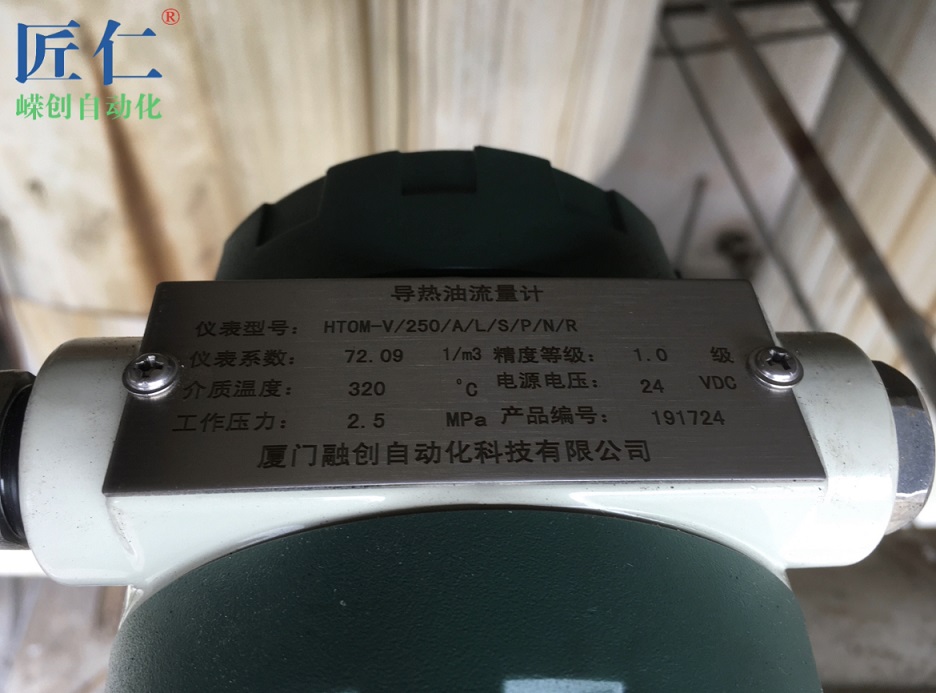 匠仁®
嵘创自动化
导热油流量计
仪表型号： HTOM-V/250/A/L/S/P/N/R
仪表系数： 72.09 1/m3 精度等级： 1.0 级
介质温度： 320 ℃ 电源电压： 24 VDC
工作压力： 2.5 MPa 产品编号： 191724
厦门融创自动化科技有限公司